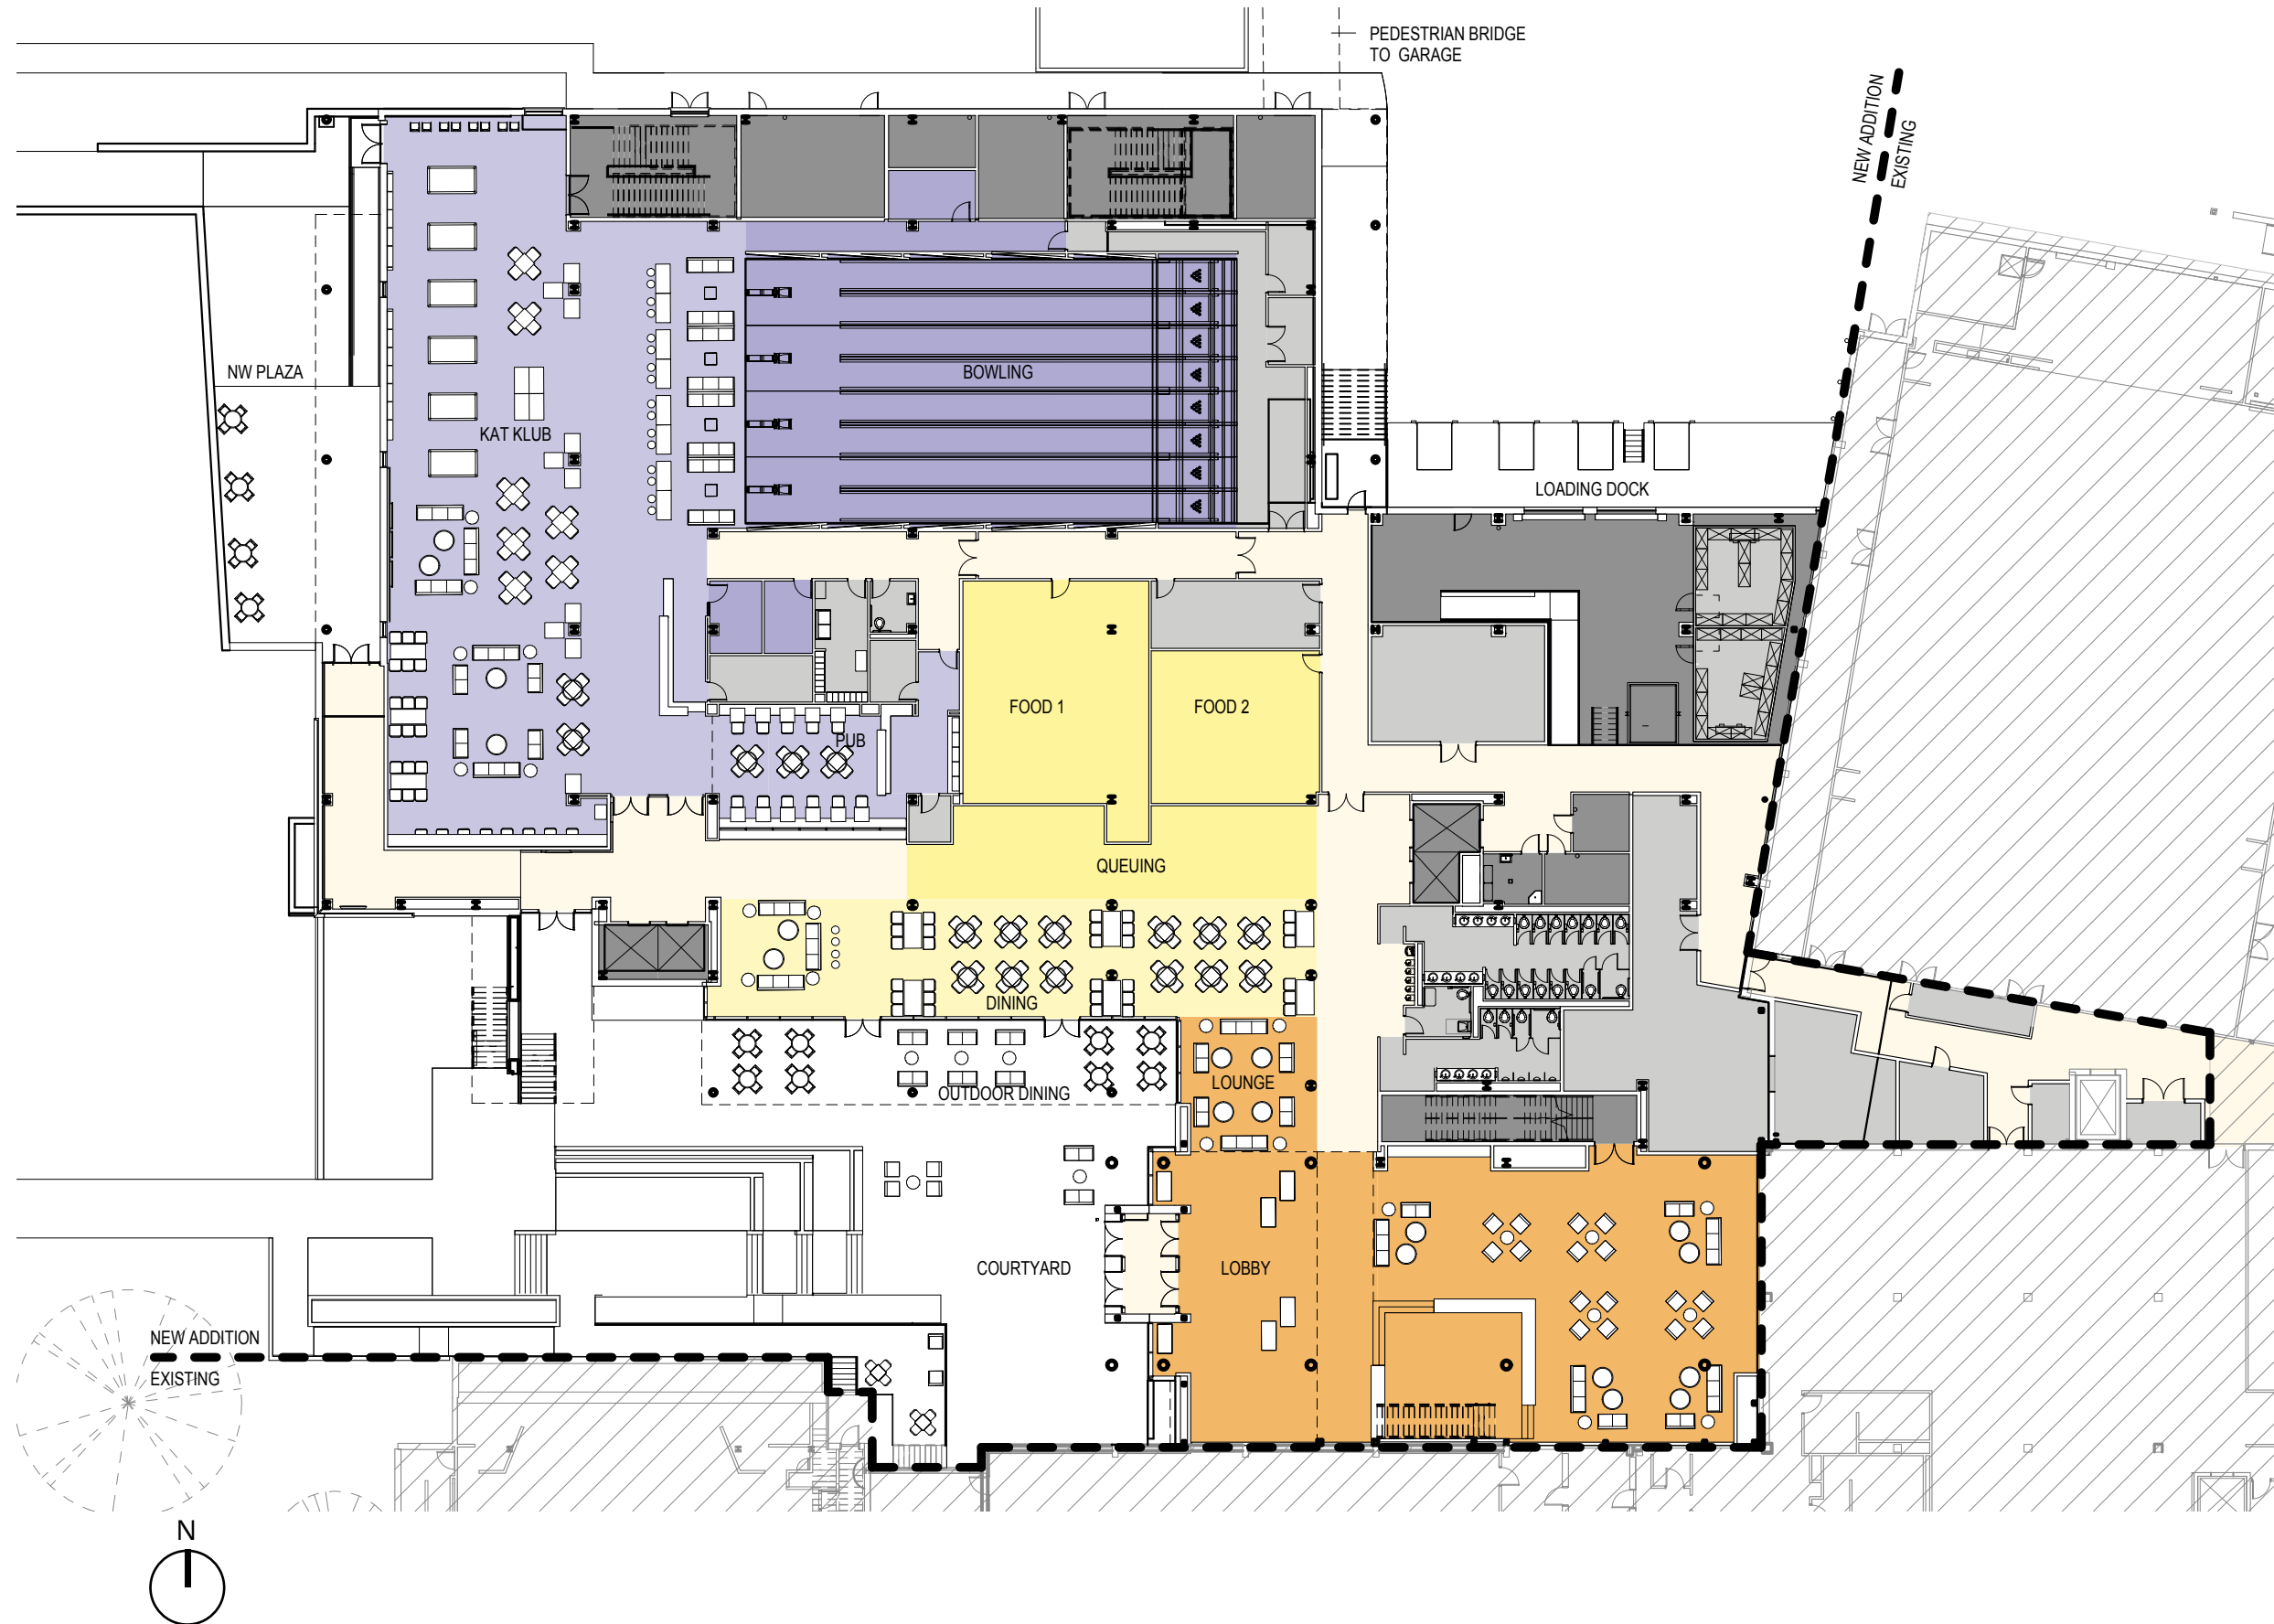 PEDESTRIAN BRIDGE
TO GARAGE
NEW ADDITION
EXISTING
NW PLAZA
BOWLING
KAT KLUB
LOADING DOCK
FOOD 1
FOOD 2
PUB
QUEUING
DINING
LOUNGE
OUTDOOR DINING
COURTYARD
LOBBY
NEW ADDITION
EXISTING
N